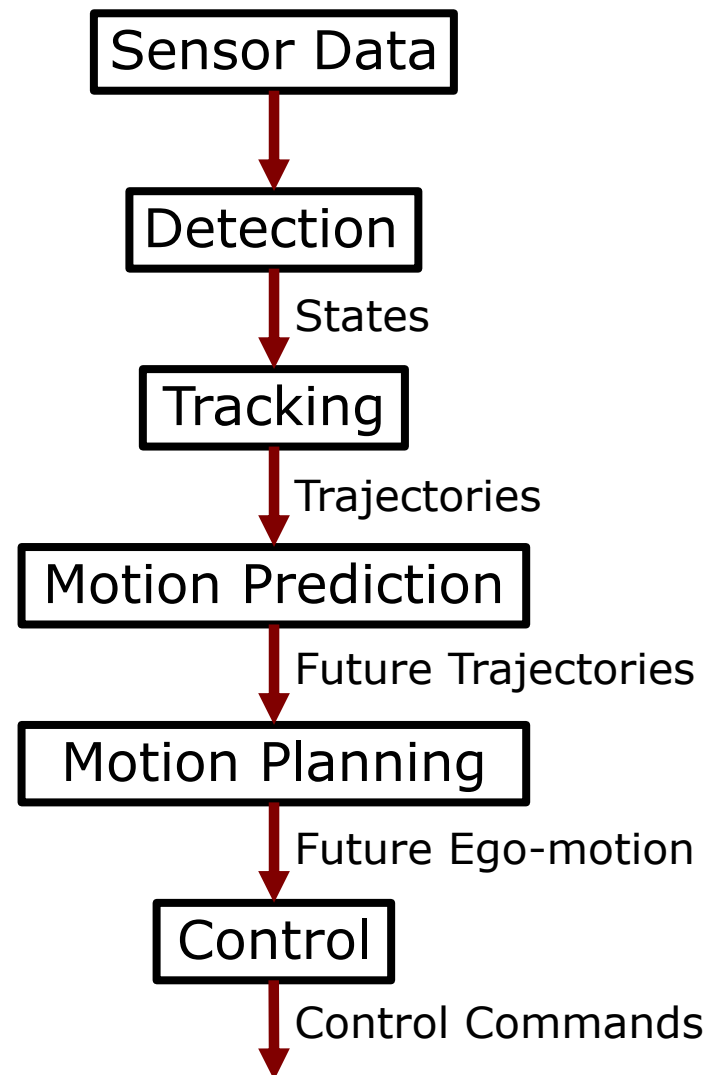 Sensor Data
Detection
States
Tracking
Trajectories
Motion Prediction
Future Trajectories
Motion Planning
Future Ego-motion
Control
Control Commands